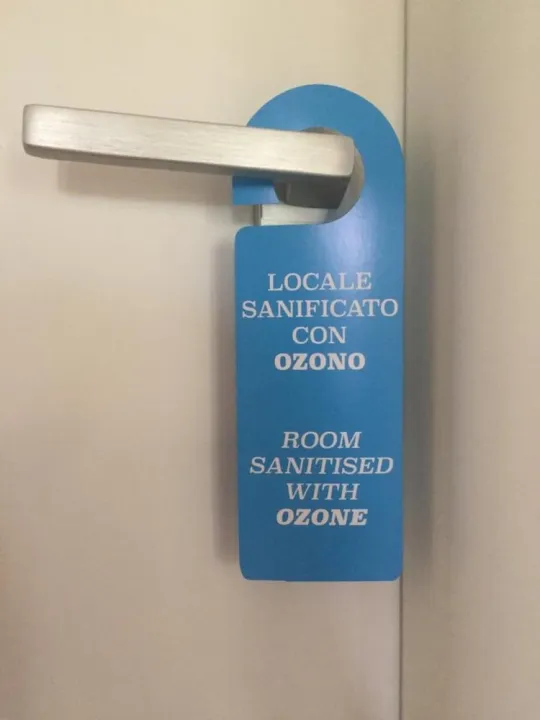 LOCALE
SANIFICATO
CON
OZONO
ROOM
SANITISED
WITH
OZONE